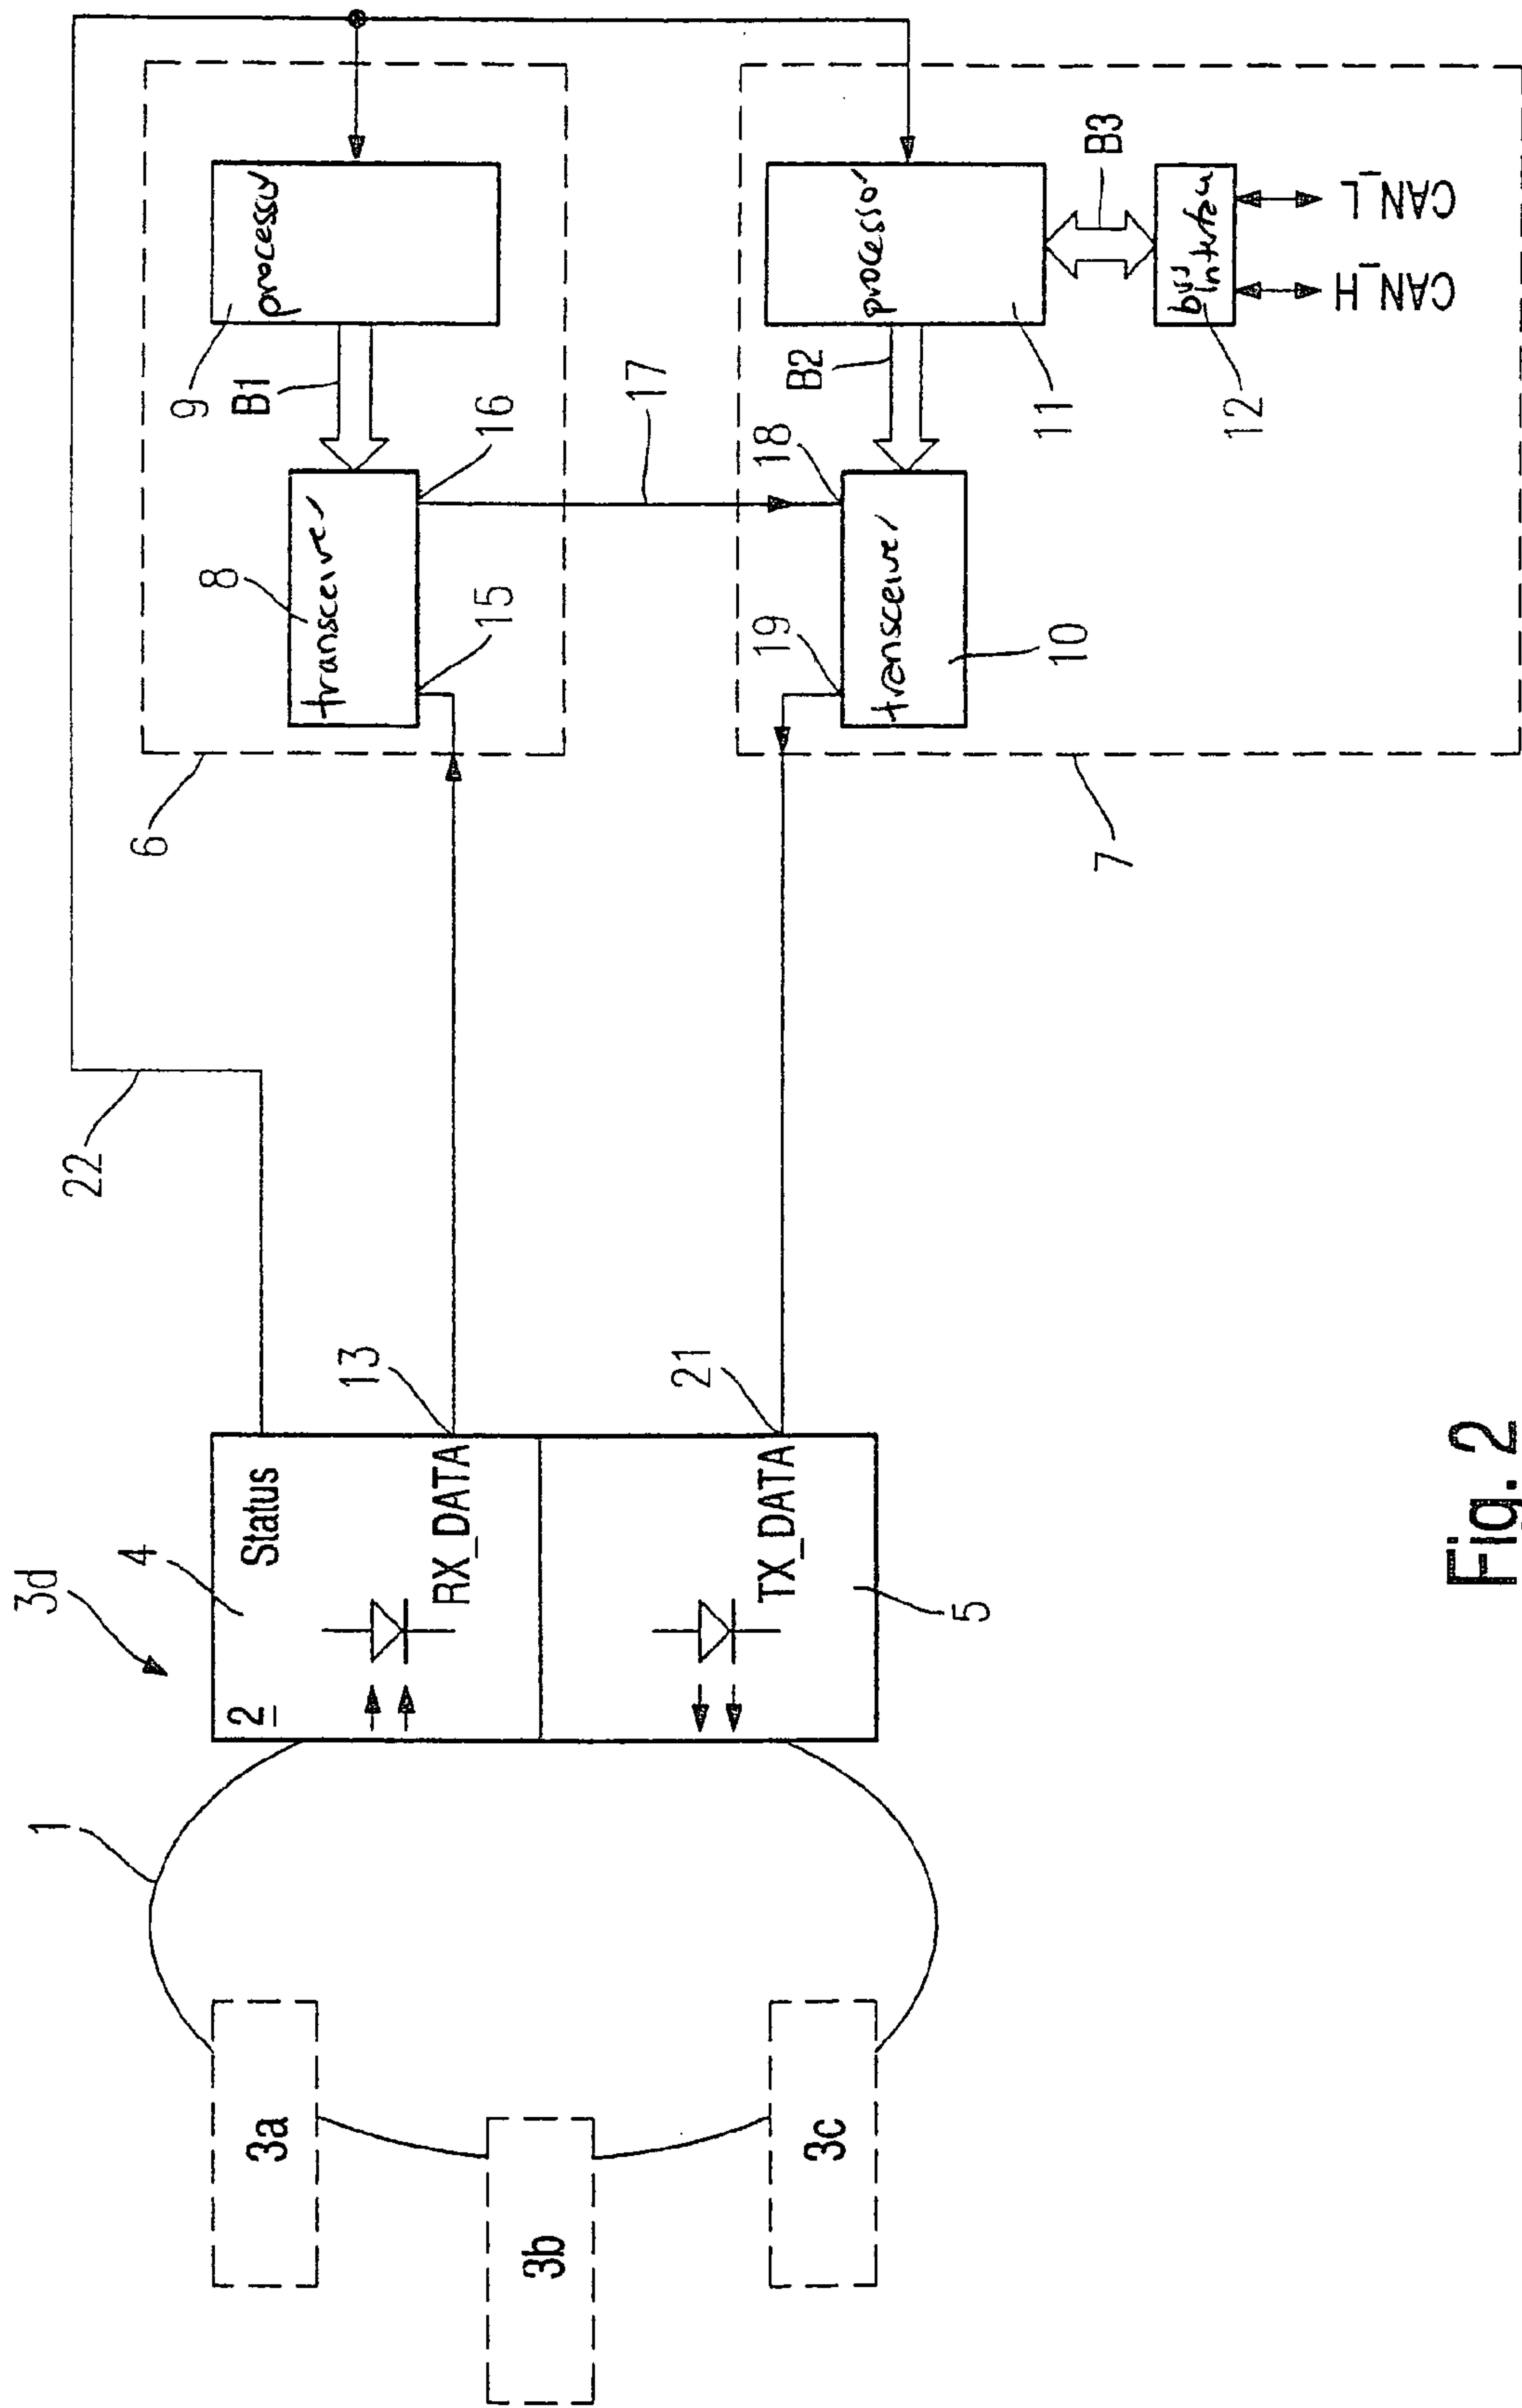 3d
1
2
4
Status
RX_DATA
13
22
TX_DATA
21
5
3a
3b
3c
6
8
transceiver
15
16
9
processor
B1
17
7
19
18
transceiver
10
B2
processor
11
B3
bus
interface
12
CAN_H
CAN_L
Fig. 2